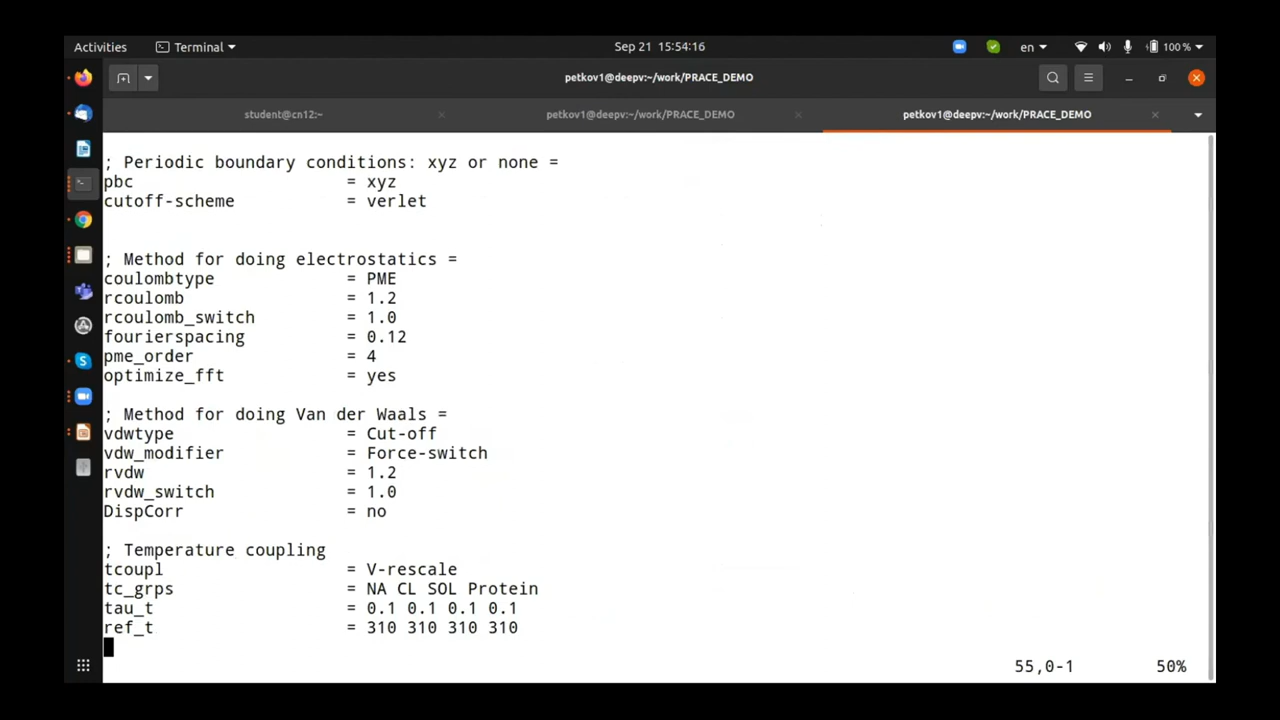 Activities
Terminal
Sep 21 15:54:16
en
100 %
petkov1@deepv:~/work/PRACE_DEMO
student@cn12:~
petkov1@deepv:~/work/PRACE_DEMO
petkov1@deepv:~/work/PRACE_DEMO
; Periodic boundary conditions: xyz or none =
pbc = xyz
cutoff-scheme = verlet
; Method for doing electrostatics =
coulombtype = PME
rcoulomb = 1.2
rcoulomb_switch = 1.0
fourierspacing = 0.12
pme_order = 4
optimize_fft = yes
; Method for doing Van der Waals =
vdwtype = Cut-off
vdw_modifier = Force-switch
rvdw = 1.2
rvdw_switch = 1.0
DispCorr = no
; Temperature coupling
tcoupl = V-rescale
tc_grps = NA CL SOL Protein
tau_t = 0.1 0.1 0.1 0.1
ref_t = 310 310 310 310
55,0-1 50%